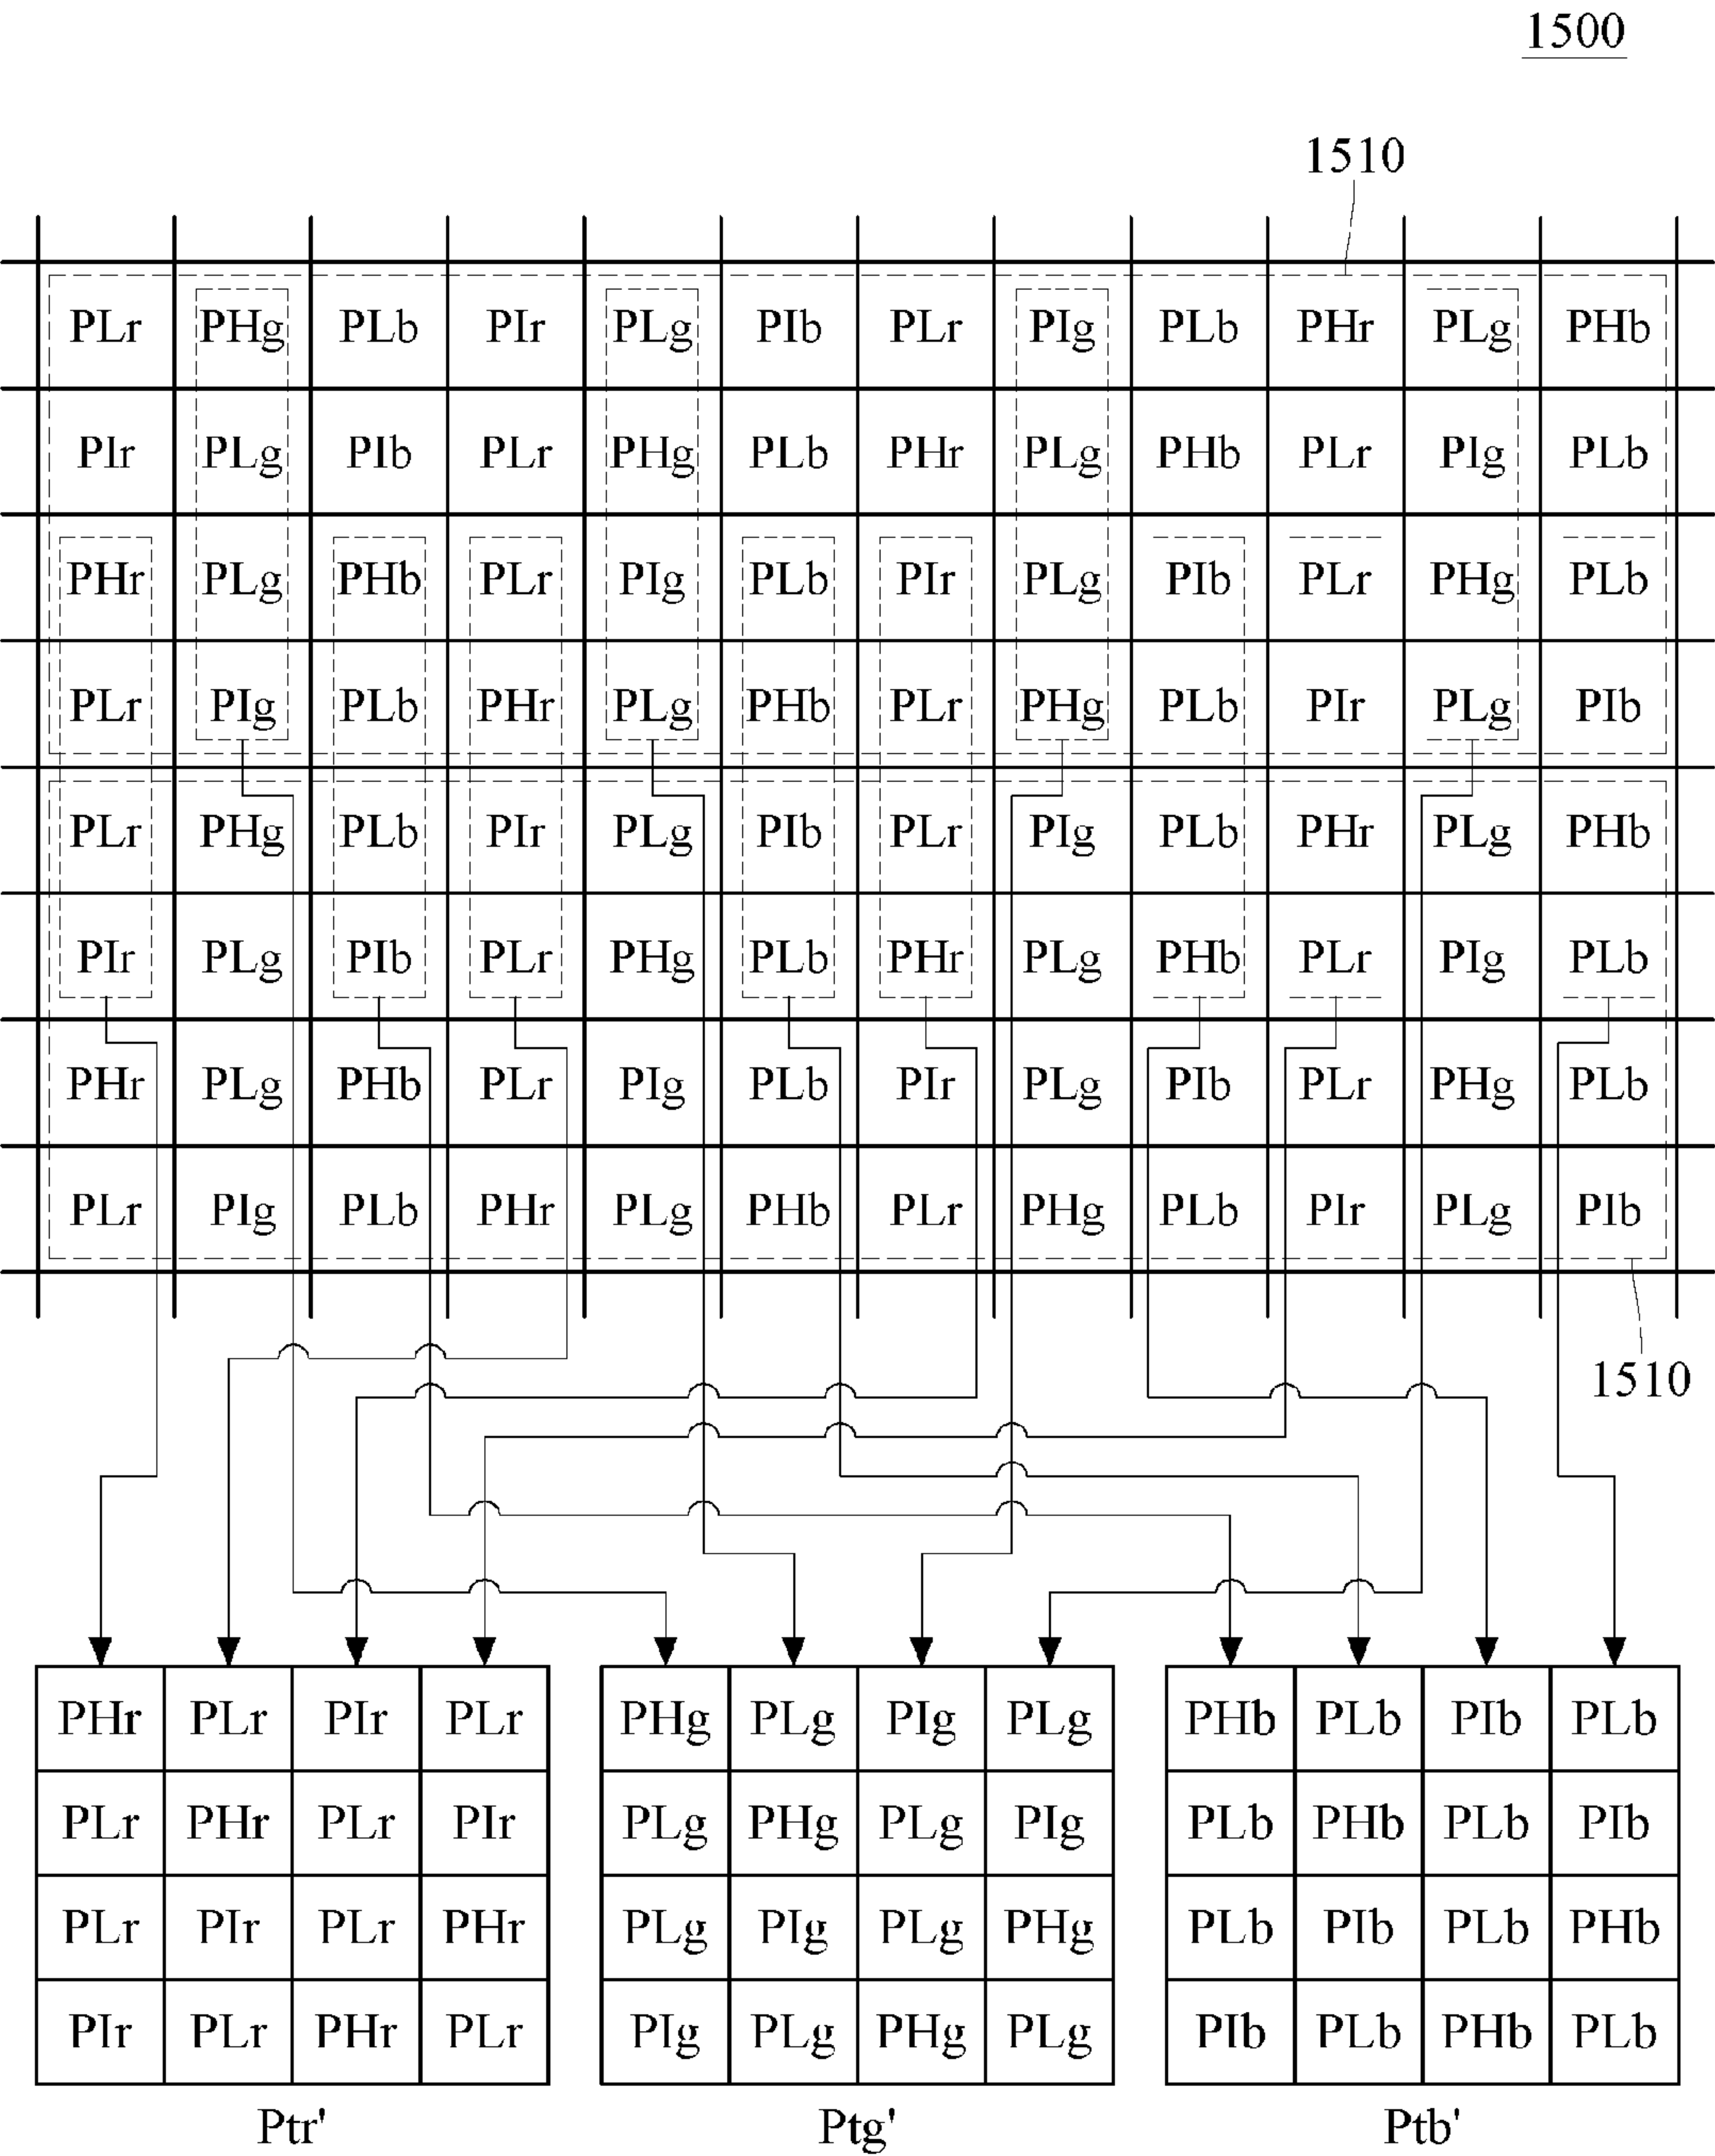 1500
1510
PLr PHg PLb PIr PLg PIb PLr PIg PLb PHr PLg PHb
PIr PLg PIb PLr PHg PLb PHr PLg PHb PLr PIg PLb
PHr PLg PHb PLr PIg PLb PIr PLg PIb PLr PHg PLb
PLr PIg PLb PHr PLg PHb PLr PHg PLb PIr PLg PIb
PLr PHg PLb PIr PLg PIb PLr PIg PLb PHr PLg PHb
PIr PLg PIb PLr PHg PLb PHr PLg PHb PLr PIg PLb
PHr PLg PHb PLr PIg PLb PIr PLg PIb PLr PHg PLb
PLr PIg PLb PHr PLg PHb PLr PHg PLb PIr PLg PIb
1510
PHr PLr PIr PLr PHg PLg PIg PLg PHb PLb PIb PLb
PLr PHr PLr PIr PLg PHg PLg PIg PLb PHb PLb PIb
PLr PIr PLr PHr PLg PIg PLg PHg PLb PIb PLb PHb
PIr PLr PHr PLr PIg PLg PHg PLg PIb PLb PHb PLb
Ptr' Ptg' Ptb'